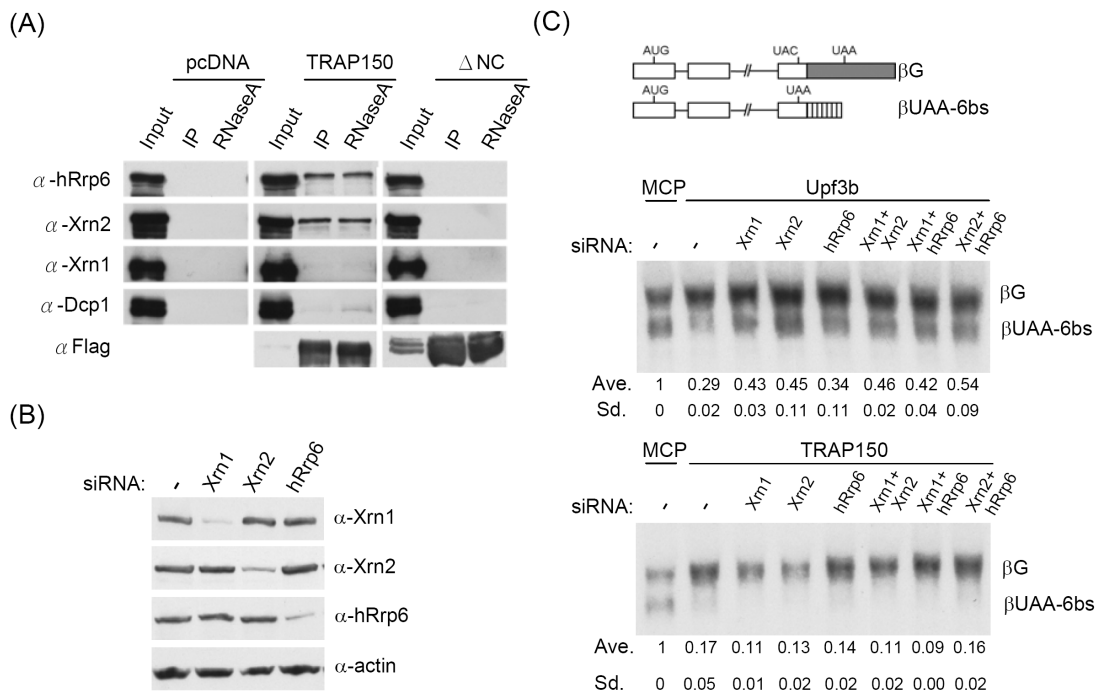 (A)
pcDNA TRAP150 ΔNC
Input IP RNaseA Input IP RNaseA Input IP RNaseA
α-hRrp6
α-Xrn2
α-Xrn1
α-Dcp1
αFlag
(B)
siRNA: - Xrn1 Xrn2 hRrp6
α-Xrn1
α-Xrn2
α-hRrp6
α-actin
(C)
AUG UAC UAA
βG
AUG UAA
βUAA-6bs
MCP Upf3b
siRNA: - - Xrn1 Xrn2 hRrp6 Xrn1+ Xrn2 Xrn1+ hRrp6 Xrn2+ hRrp6
βG
βUAA-6bs
Ave. 1 0.29 0.43 0.45 0.34 0.46 0.42 0.54
Sd. 0 0.02 0.03 0.11 0.11 0.02 0.04 0.09
MCP TRAP150
siRNA: - - Xrn1 Xrn2 hRrp6 Xrn1+ Xrn2 Xrn1+ hRrp6 Xrn2+ hRrp6
βG
βUAA-6bs
Ave. 1 0.17 0.11 0.13 0.14 0.11 0.09 0.16
Sd. 0 0.05 0.01 0.02 0.02 0.02 0.00 0.02